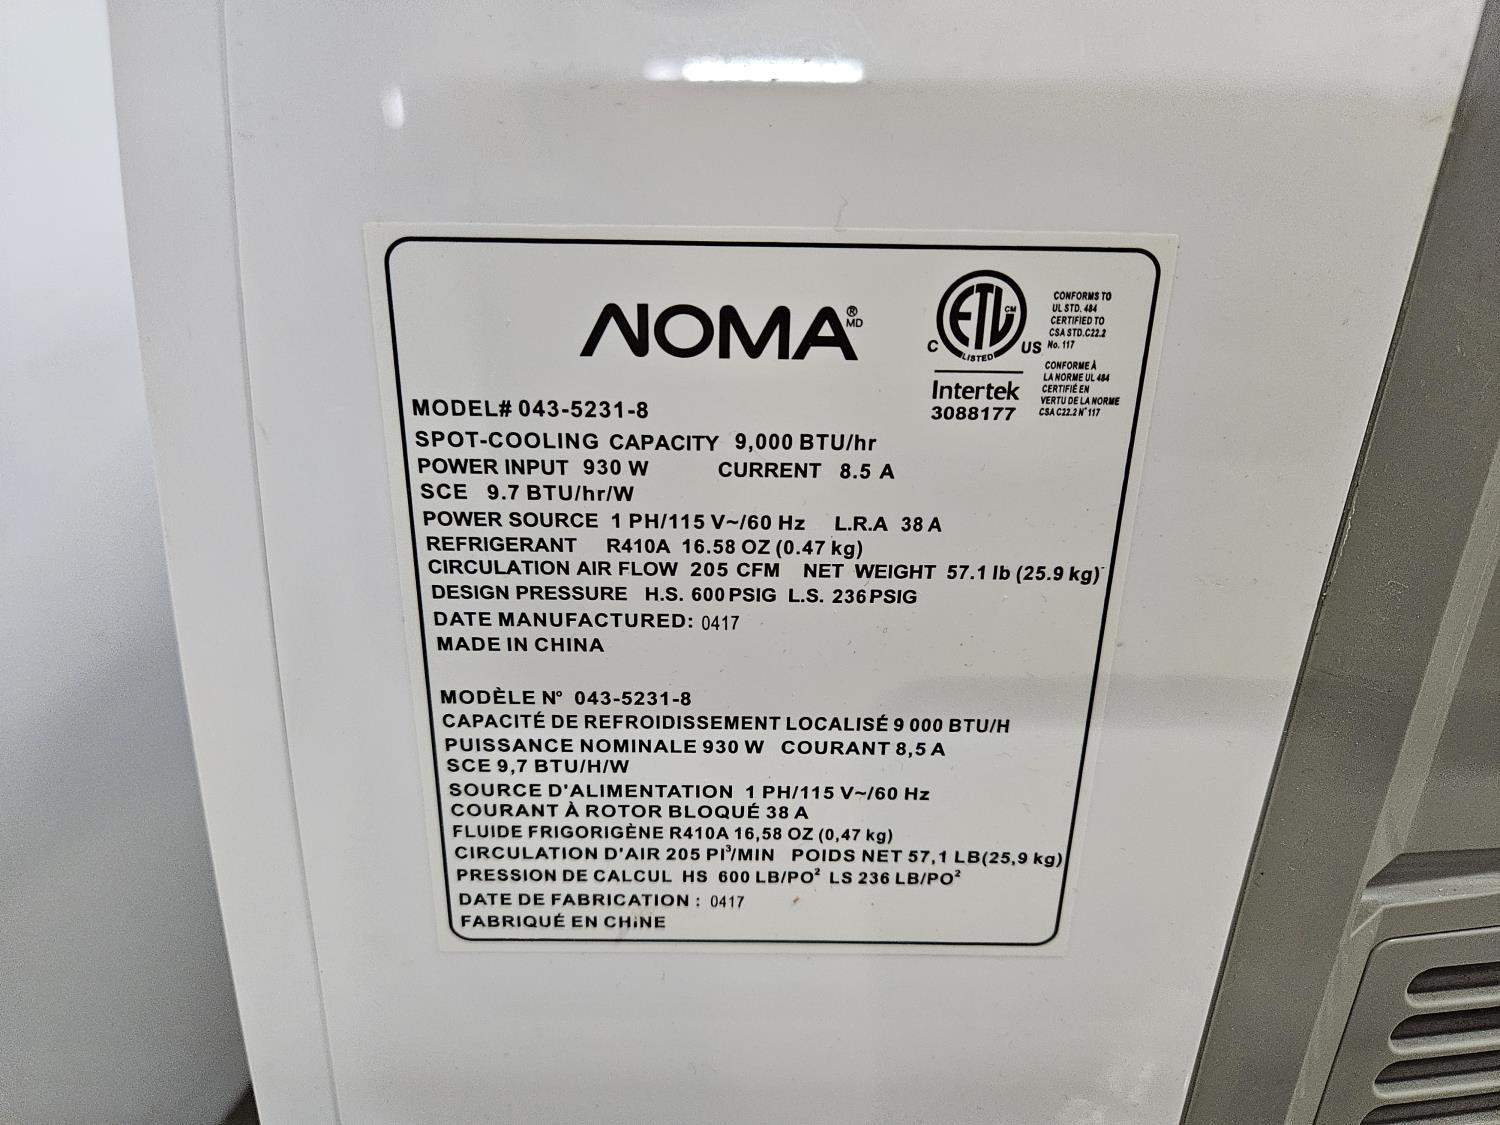 NOMA®
MD
C ETL CM US
LISTED
Intertek
3088177
CONFORMS TO
UL STD. 484
CERTIFIED TO
CSA STD.C22.2
No. 117
CONFORME À
LA NORME UL 484
CERTIFIÉ EN
VERTU DE LA NORME
CSA C22.2 N° 117
MODEL# 043-5231-8
SPOT-COOLING CAPACITY 9,000 BTU/hr
POWER INPUT 930 W CURRENT 8.5 A
SCE 9.7 BTU/hr/W
POWER SOURCE 1 PH/115 V~/60 Hz L.R.A 38 A
REFRIGERANT R410A 16.58 OZ (0.47 kg)
CIRCULATION AIR FLOW 205 CFM NET WEIGHT 57.1 lb (25.9 kg)
DESIGN PRESSURE H.S. 600 PSIG L.S. 236 PSIG
DATE MANUFACTURED: 0417
MADE IN CHINA
MODÈLE N° 043-5231-8
CAPACITÉ DE REFROIDISSEMENT LOCALISÉ 9 000 BTU/H
PUISSANCE NOMINALE 930 W COURANT 8,5 A
SCE 9,7 BTU/H/W
SOURCE D'ALIMENTATION 1 PH/115 V~/60 Hz
COURANT À ROTOR BLOQUÉ 38 A
FLUIDE FRIGORIGÈNE R410A 16,58 OZ (0,47 kg)
CIRCULATION D'AIR 205 PI³/MIN POIDS NET 57,1 LB(25,9 kg)
PRESSION DE CALCUL HS 600 LB/PO² LS 236 LB/PO²
DATE DE FABRICATION : 0417
FABRIQUÉ EN CHiNE